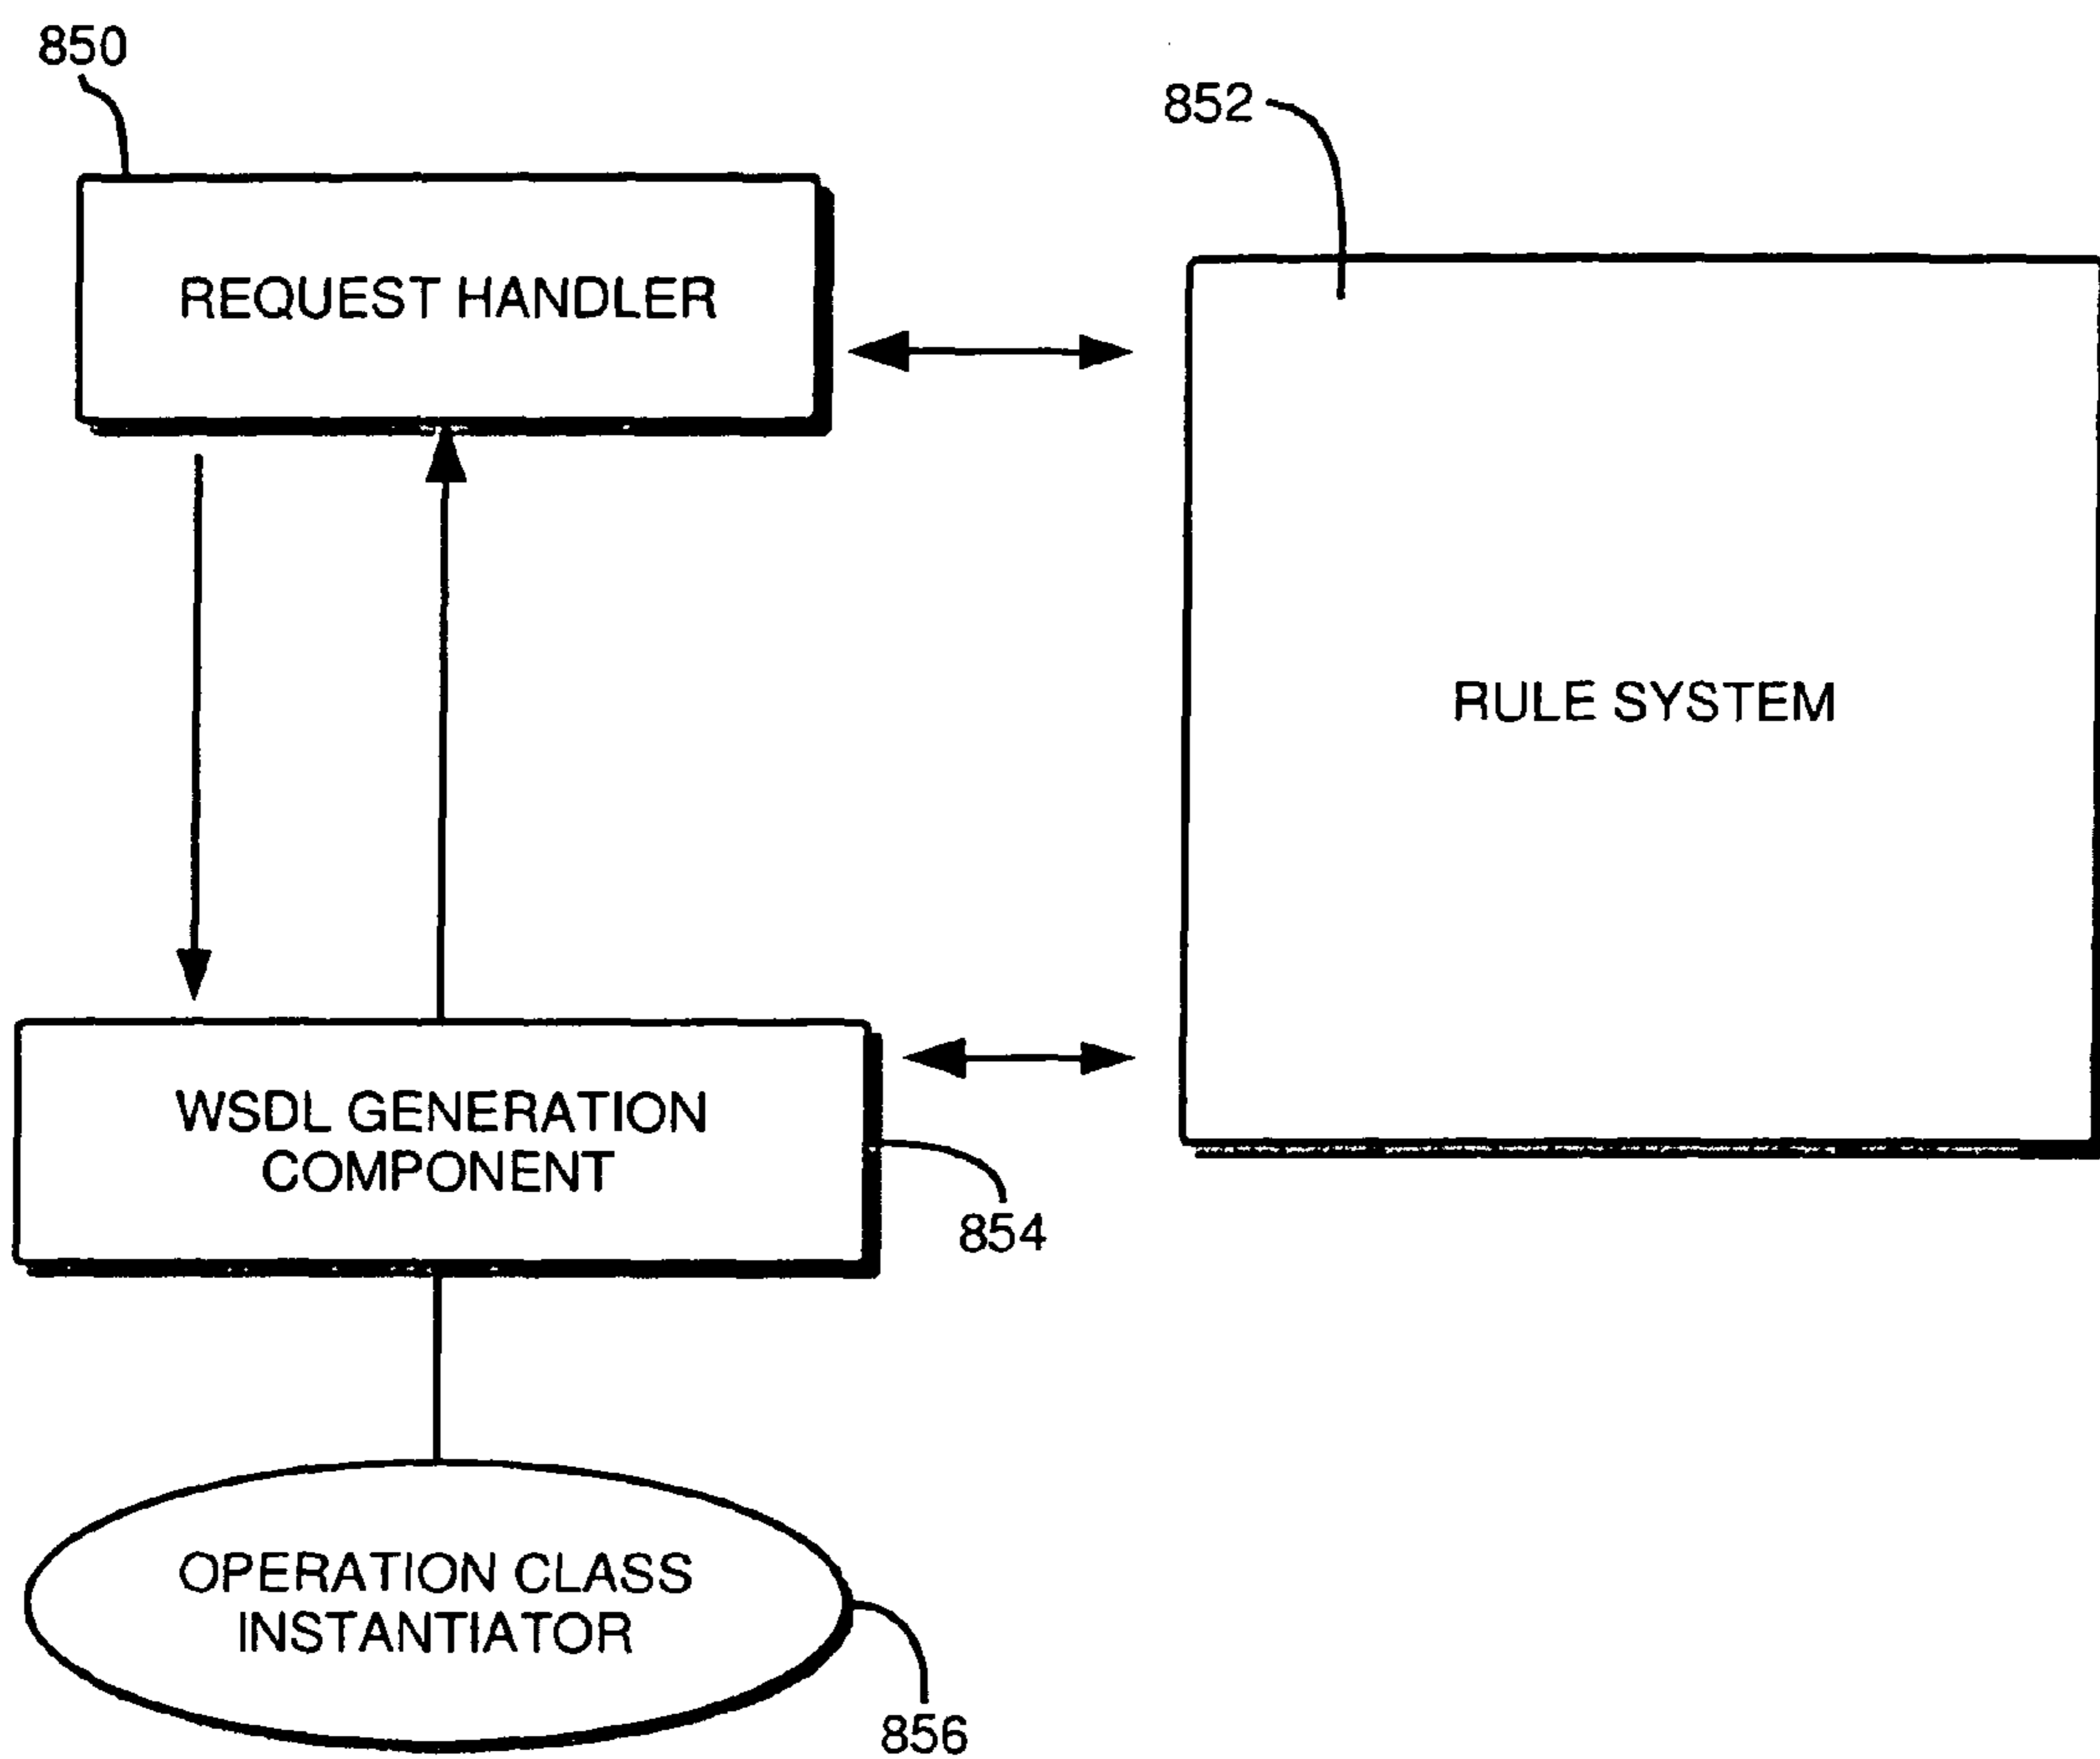 850
852
REQUEST HANDLER
RULE SYSTEM
WSDL GENERATION
COMPONENT
854
OPERATION CLASS
INSTANTIATOR
856